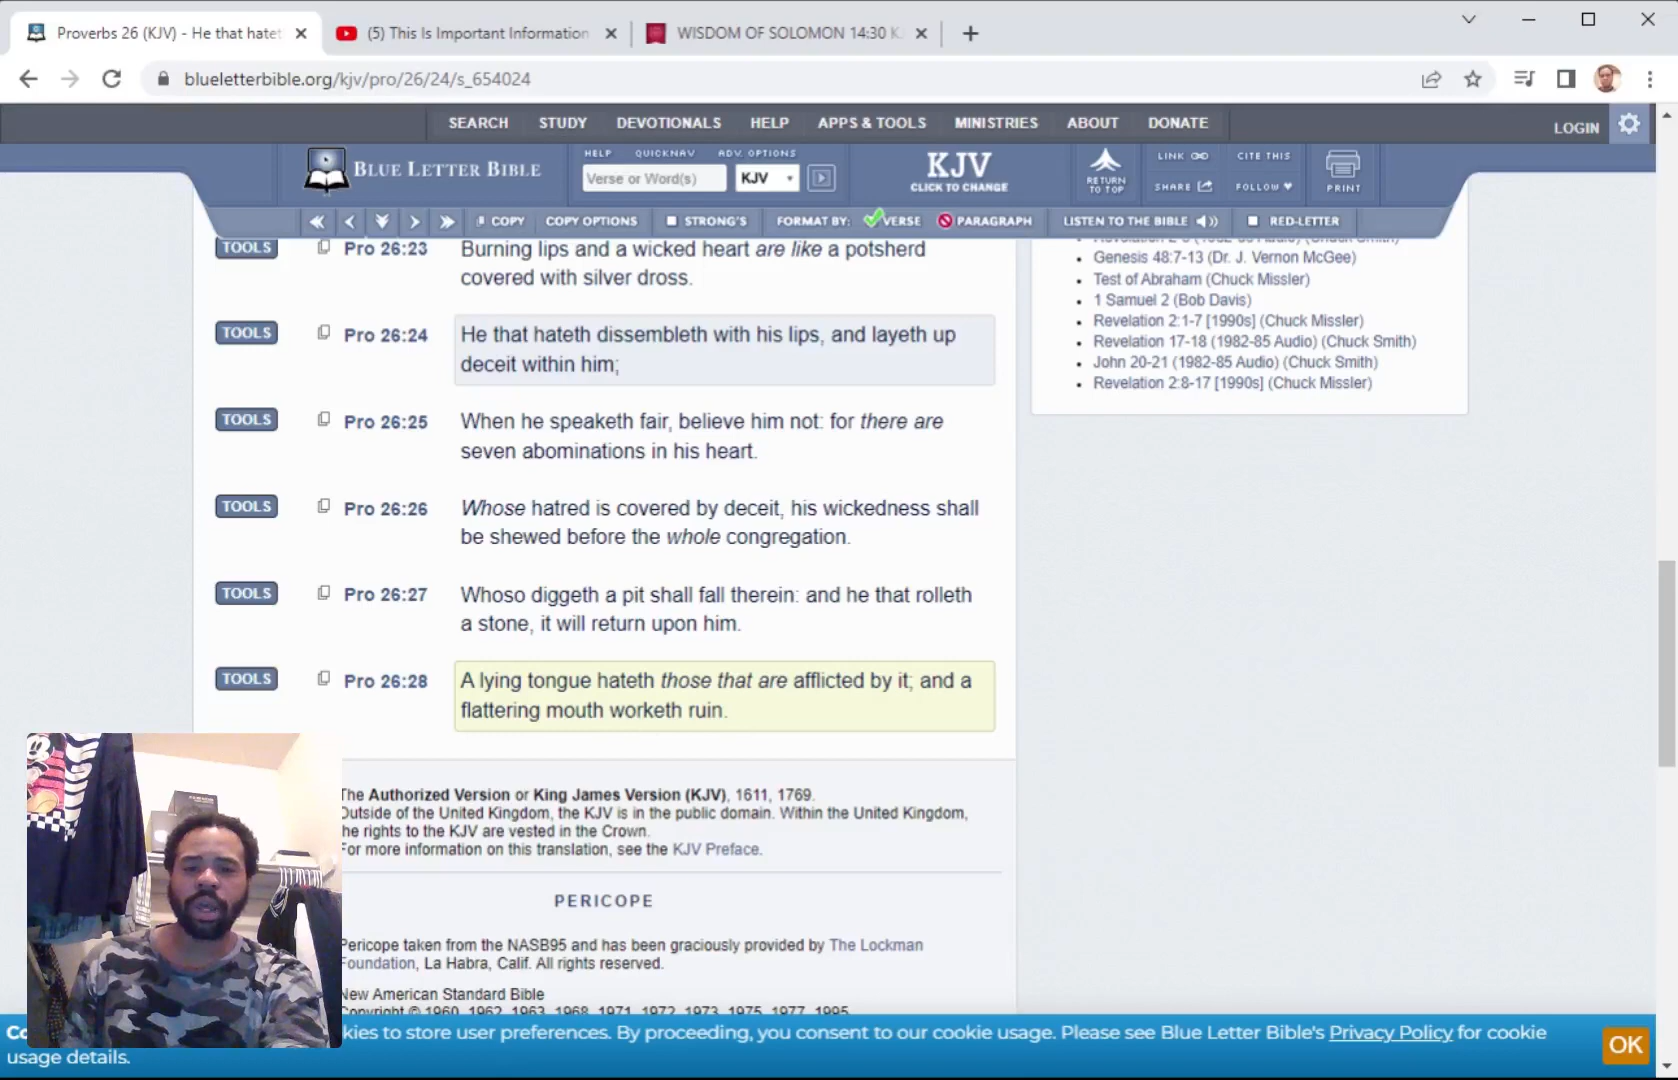 Proverbs 26 (KJV) - He that hatet
(5) This Is Important Information
WISDOM OF SOLOMON 14:30 K
blueletterbible.org/kjv/pro/26/24/s_654024
SEARCH STUDY DEVOTIONALS HELP APPS & TOOLS MINISTRIES ABOUT DONATE
LOGIN
BLUE LETTER BIBLE
HELP QUICKNAV ADV. OPTIONS
Verse or Word(s)
KJV
KJV
CLICK TO CHANGE
RETURN
TO TOP
LINK
CITE THIS
SHARE
FOLLOW
PRINT
COPY COPY OPTIONS STRONG'S FORMAT BY: VERSE PARAGRAPH LISTEN TO THE BIBLE RED-LETTER
TOOLS Pro 26:23 Burning lips and a wicked heart are like a potsherd
covered with silver dross.
TOOLS Pro 26:24 He that hateth dissembleth with his lips, and layeth up
deceit within him;
TOOLS Pro 26:25 When he speaketh fair, believe him not: for there are
seven abominations in his heart.
TOOLS Pro 26:26 Whose hatred is covered by deceit, his wickedness shall
be shewed before the whole congregation.
TOOLS Pro 26:27 Whoso diggeth a pit shall fall therein: and he that rolleth
a stone, it will return upon him.
TOOLS Pro 26:28 A lying tongue hateth those that are afflicted by it; and a
flattering mouth worketh ruin.
Genesis 48:7-13 (Dr. J. Vernon McGee)
Test of Abraham (Chuck Missler)
1 Samuel 2 (Bob Davis)
Revelation 2:1-7 [1990s] (Chuck Missler)
Revelation 17-18 (1982-85 Audio) (Chuck Smith)
John 20-21 (1982-85 Audio) (Chuck Smith)
Revelation 2:8-17 [1990s] (Chuck Missler)
The Authorized Version or King James Version (KJV), 1611, 1769.
Outside of the United Kingdom, the KJV is in the public domain. Within the United Kingdom,
he rights to the KJV are vested in the Crown.
For more information on this translation, see the KJV Preface.
PERICOPE
Pericope taken from the NASB95 and has been graciously provided by The Lockman
Foundation, La Habra, Calif. All rights reserved.
New American Standard Bible
Copyright © 1960, 1962, 1963, 1968, 1971, 1972, 1973, 1975, 1977, 1995
Co kies to store user preferences. By proceeding, you consent to our cookie usage. Please see Blue Letter Bible's Privacy Policy for cookie
usage details.
OK